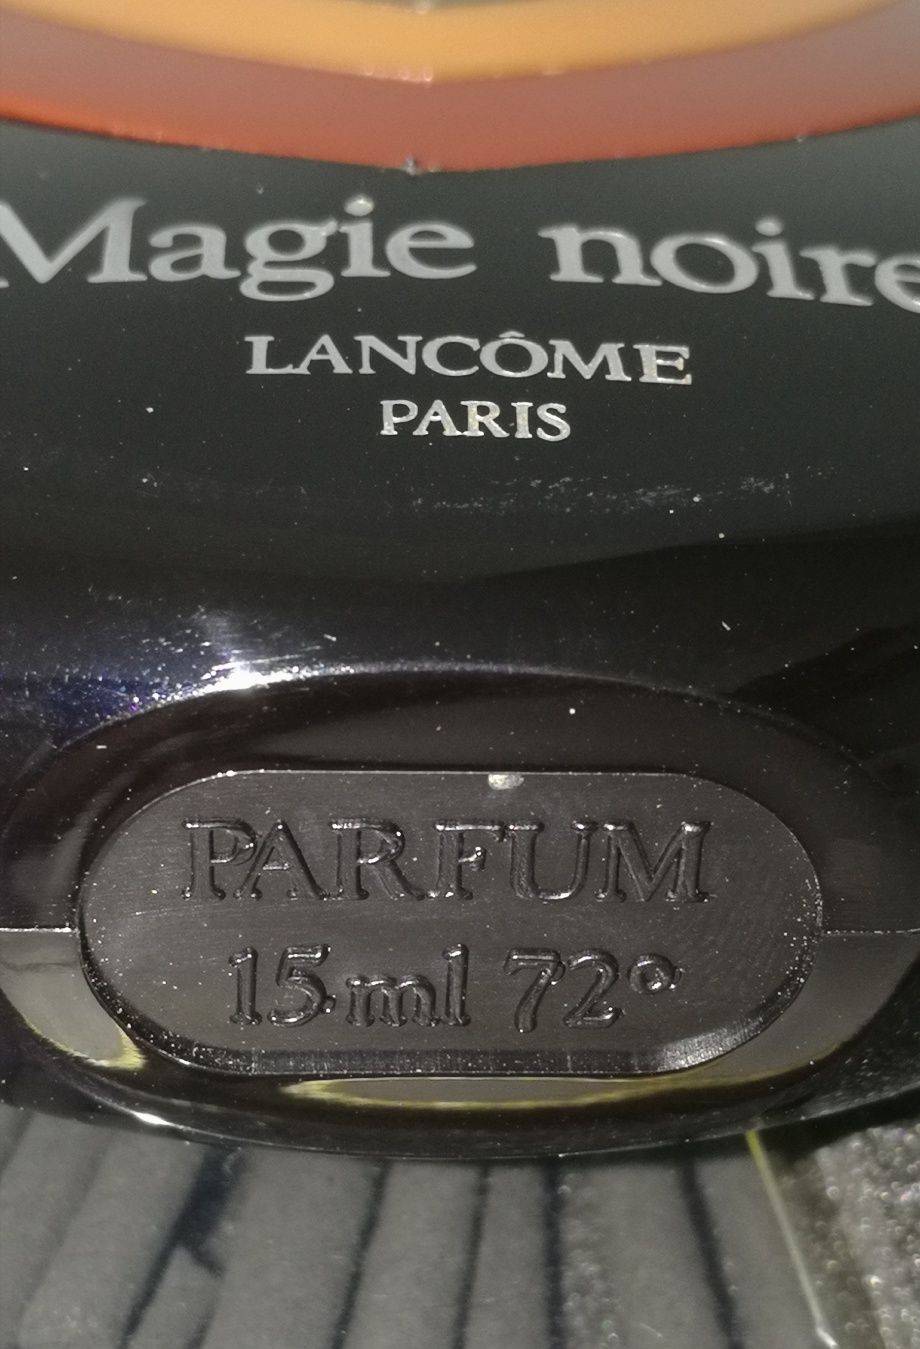 Magie noire
LANCÔME
PARIS
PARFUM
15 ml 72°